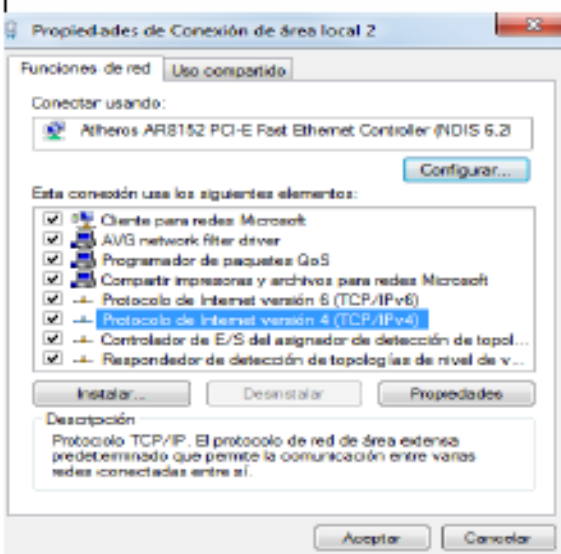 Propiedades de Conexión de área local 2
Funciones de red
Uso compartido
Conectar usando:
Atheros AR8152 PCI-E Fast Ethernet Controller (NDIS 6.2
Configurar...
Esta conexión usa los siguientes elementos:
Cliente para redes Microsoft
AVG network filter driver
Programador de paquetes QoS
Compartir impresoras y archivos para redes Microsoft
Protocolo de Internet versión 6 (TCP/IPv6)
Protocolo de Internet versión 4 (TCP/IPv4)
Controlador de E/S del asignador de detección de topol...
Respondedor de detección de topologías de nivel de v...
Instalar...
Desinstalar
Propiedades
Descripción
Protocolo TCP/IP. El protocolo de red de área extensa
predeterminado que permite la comunicación entre varias
redes conectadas entre sí.
Aceptar
Cancelar